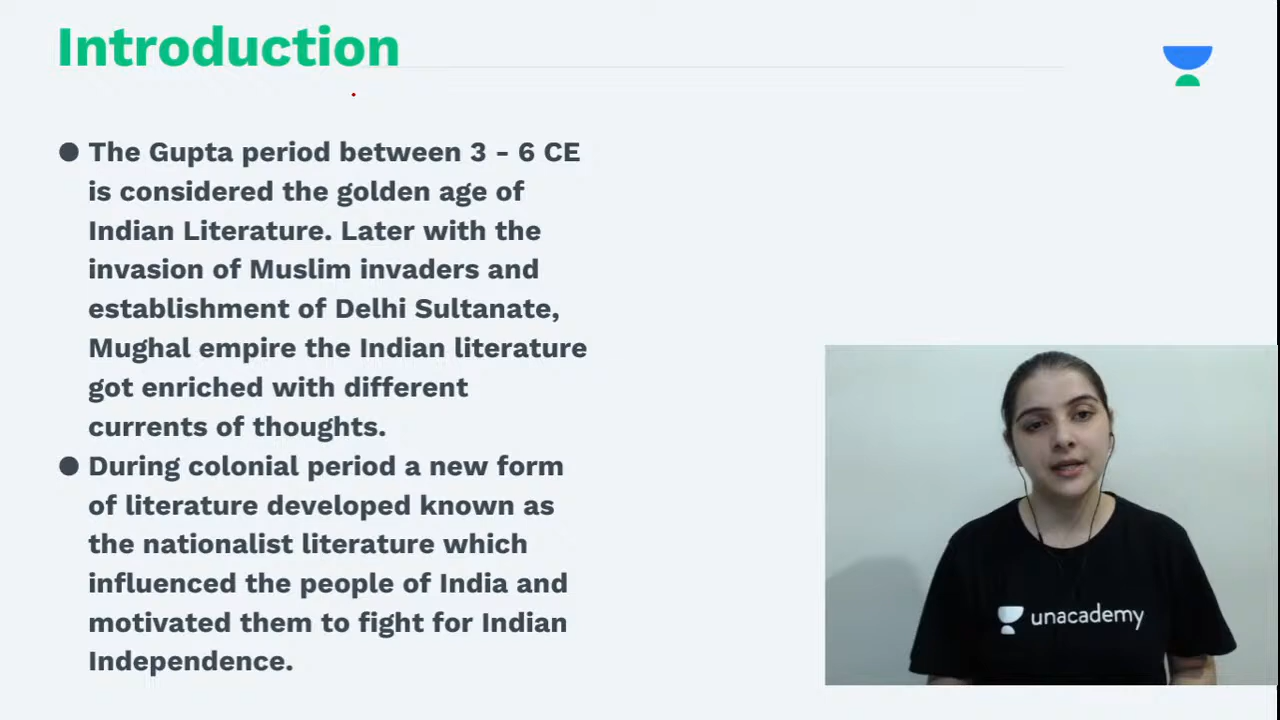 Introduction
● The Gupta period between 3 - 6 CE
is considered the golden age of
Indian Literature. Later with the
invasion of Muslim invaders and
establishment of Delhi Sultanate,
Mughal empire the Indian literature
got enriched with different
currents of thoughts.
● During colonial period a new form
of literature developed known as
the nationalist literature which
influenced the people of India and
motivated them to fight for Indian
Independence.
unacademy